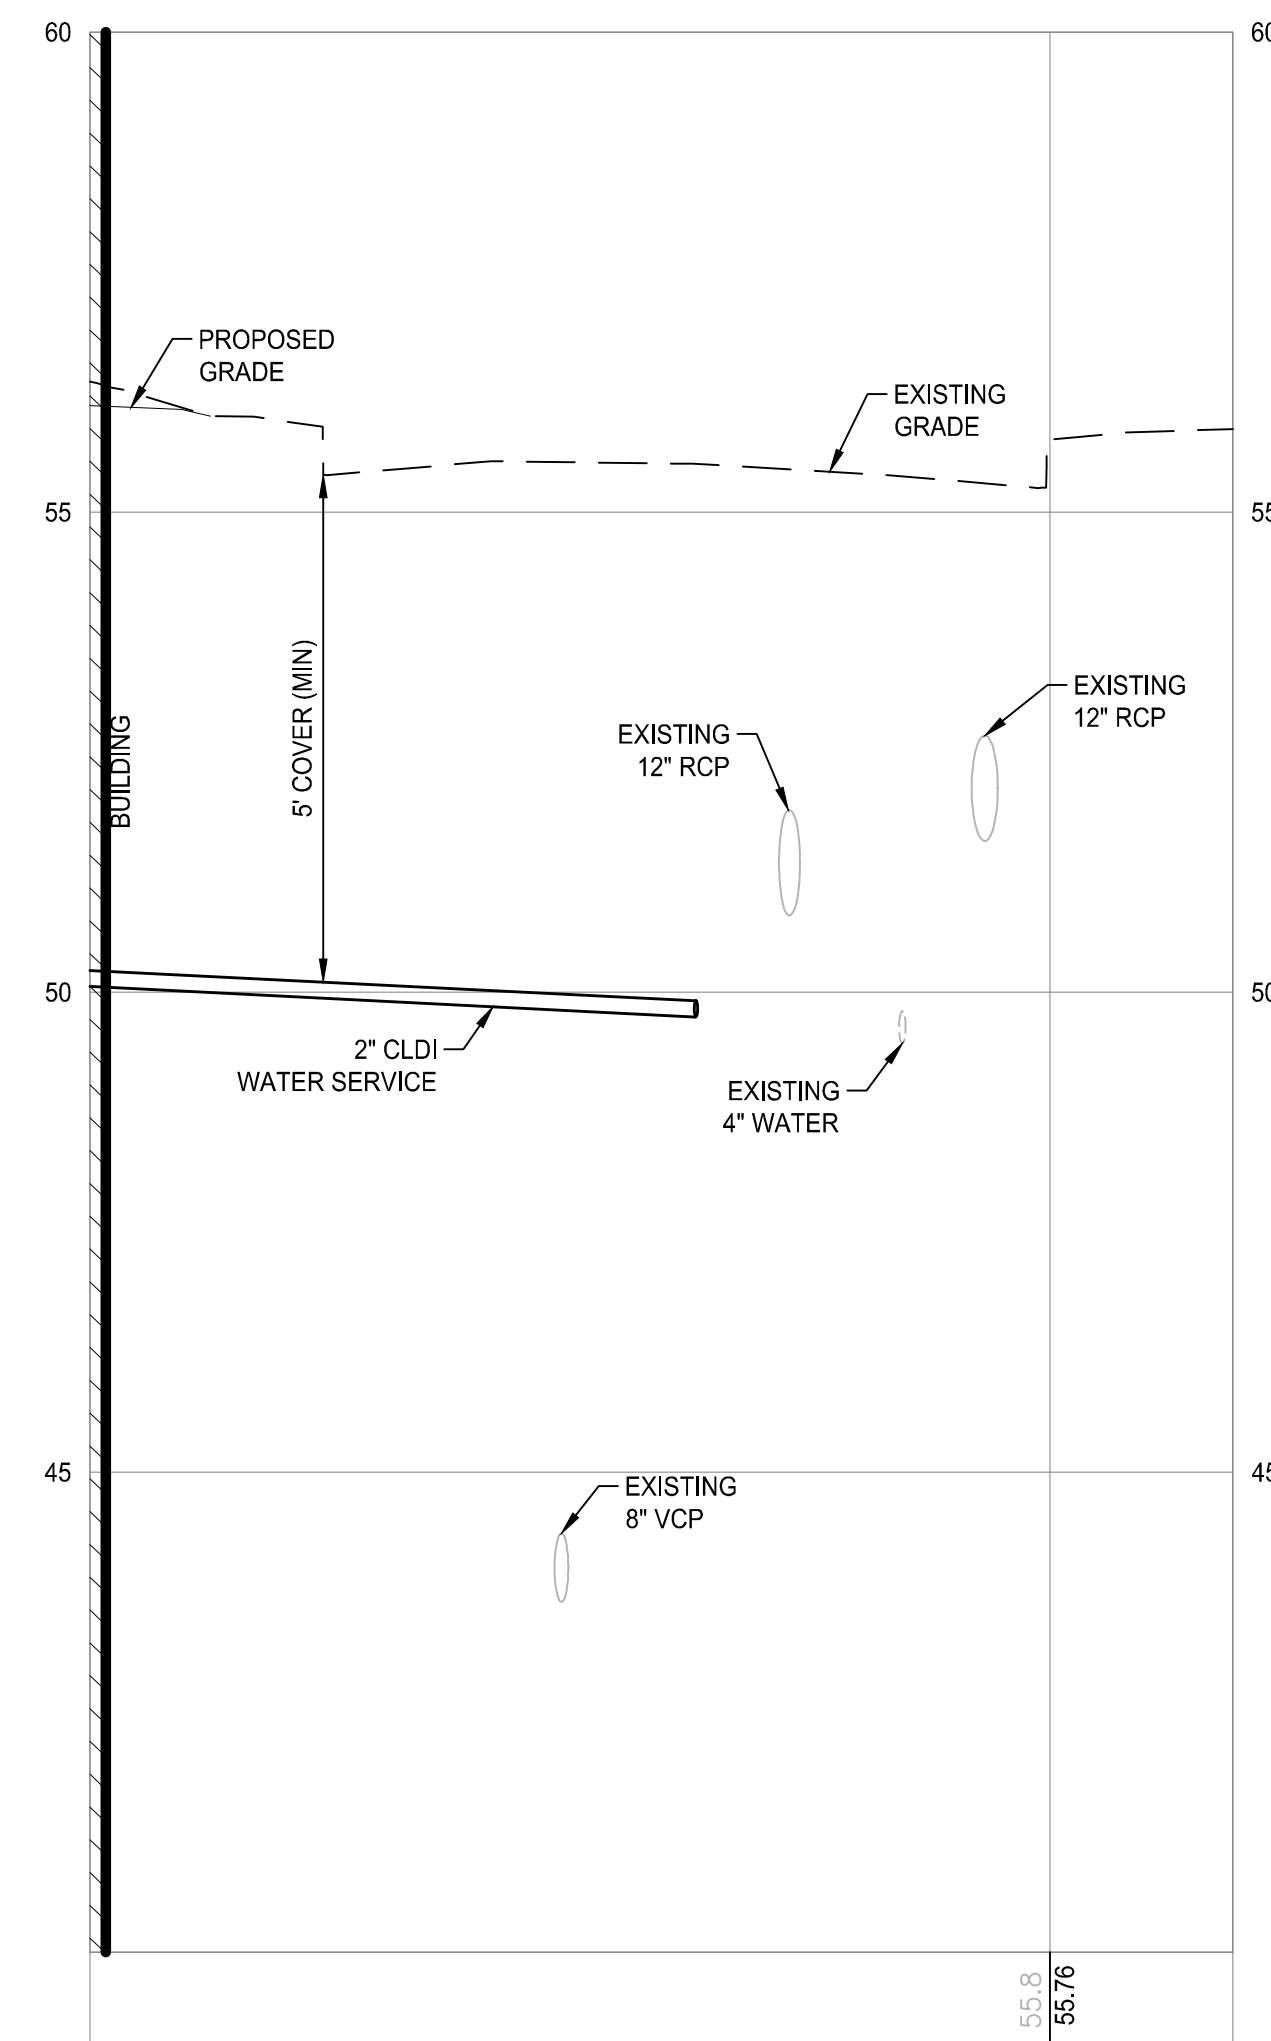 60
60
PROPOSED
GRADE
EXISTING
GRADE
55
55
5' COVER (MIN)
BUILDING
EXISTING
12" RCP
EXISTING
12" RCP
50
50
2" CLDI
WATER SERVICE
EXISTING
4" WATER
45
45
EXISTING
8" VCP
55.8
55.76